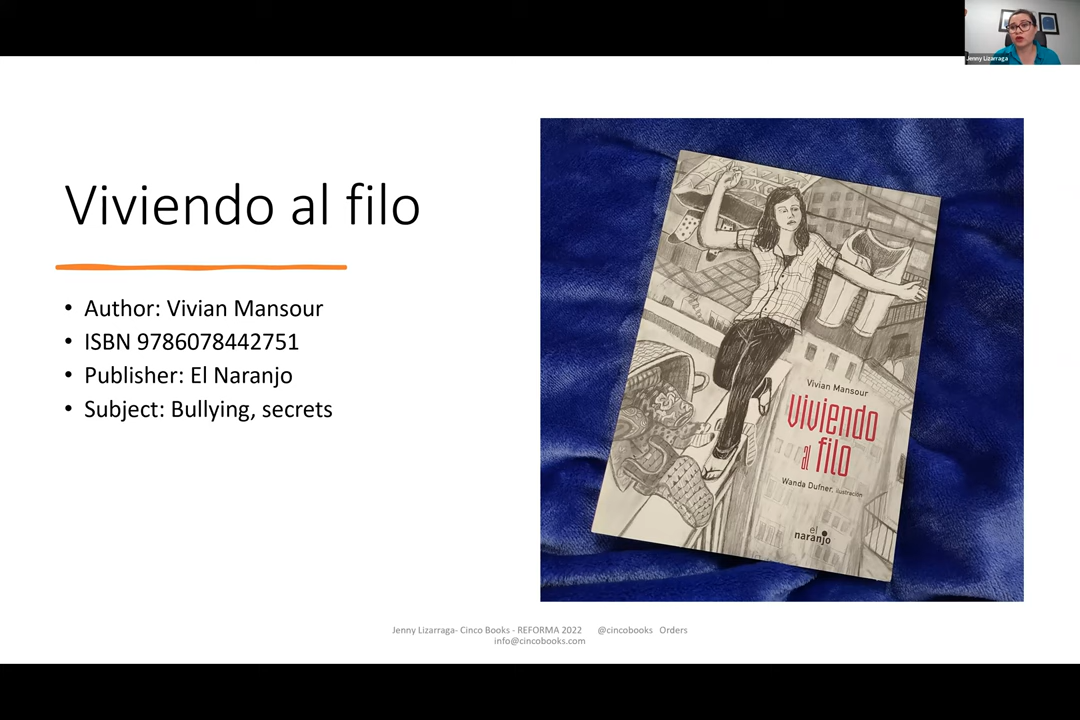 Jenny Lizarraga
Viviendo al filo
• Author: Vivian Mansour
• ISBN 9786078442751
• Publisher: El Naranjo
• Subject: Bullying, secrets
Vivian Mansour
Viviendo
al filo
Wanda Dufner, ilustración
el
naranjo
Jenny Lizarraga- Cinco Books - REFORMA 2022 @cincobooks Orders
info@cincobooks.com